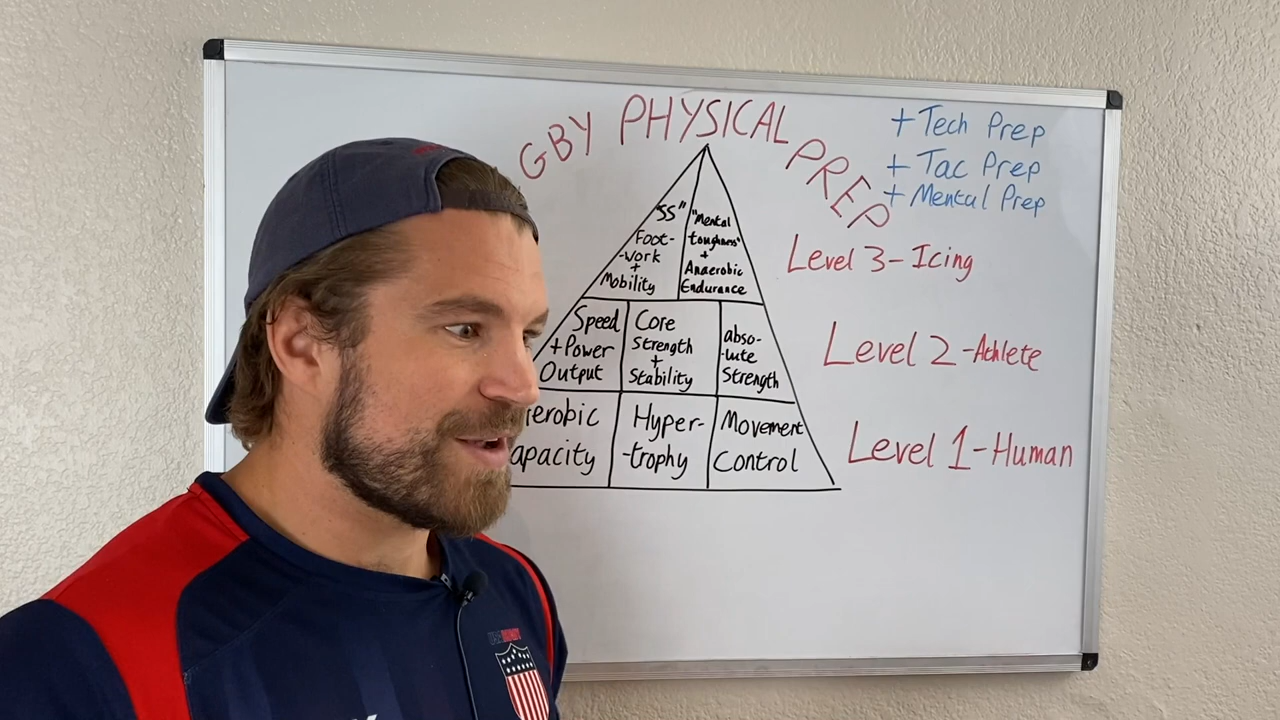 GBY PHYSICAL PREP
+ Tech Prep
+ Tac Prep
+ Mental Prep
"SS"
Foot-
-work
+
Mobility
"Mental
toughness"
+
Anaerobic
Endurance
Level 3 - Icing
Speed
+ Power
Output
Core
Strength
+
Stability
abso-
-lute
Strength
Level 2 - Athlete
erobic
apacity
Hyper-
-trophy
Movement
Control
Level 1 - Human